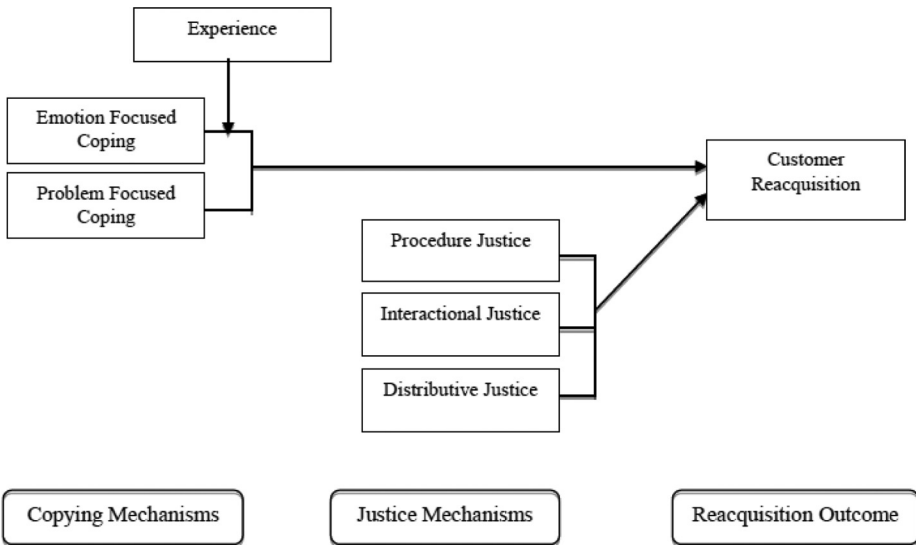 Experience
Emotion Focused
Coping
Problem Focused
Coping
Customer
Reacquisition
Procedure Justice
Interactional Justice
Distributive Justice
Copying Mechanisms
Justice Mechanisms
Reacquisition Outcome